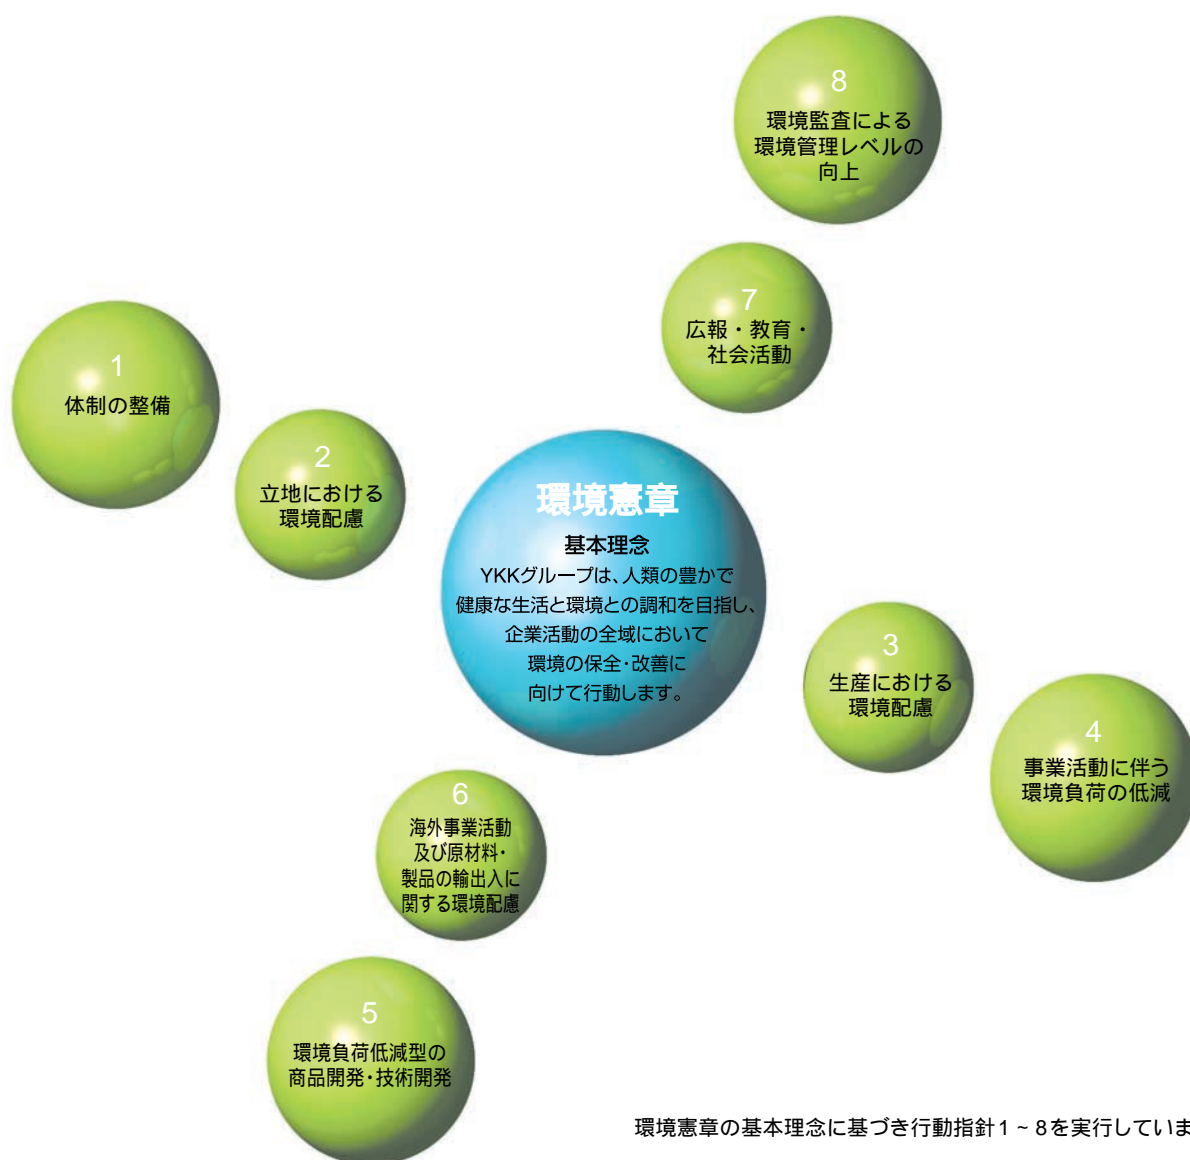 8
環境監査による
環境管理レベルの
向上
7
広報・教育・
社会活動
1
体制の整備
2
立地における
環境配慮
環境憲章
基本理念
YKKグループは、人類の豊かで
健康な生活と環境との調和を目指し、
企業活動の全域において
環境の保全･改善に
向けて行動します。
3
生産における
環境配慮
4
事業活動に伴う
環境負荷の低減
6
海外事業活動
及び原材料･
製品の輸出入に
関する環境配慮
5
環境負荷低減型の
商品開発･技術開発
環境憲章の基本理念に基づき行動指針1~8を実行していま